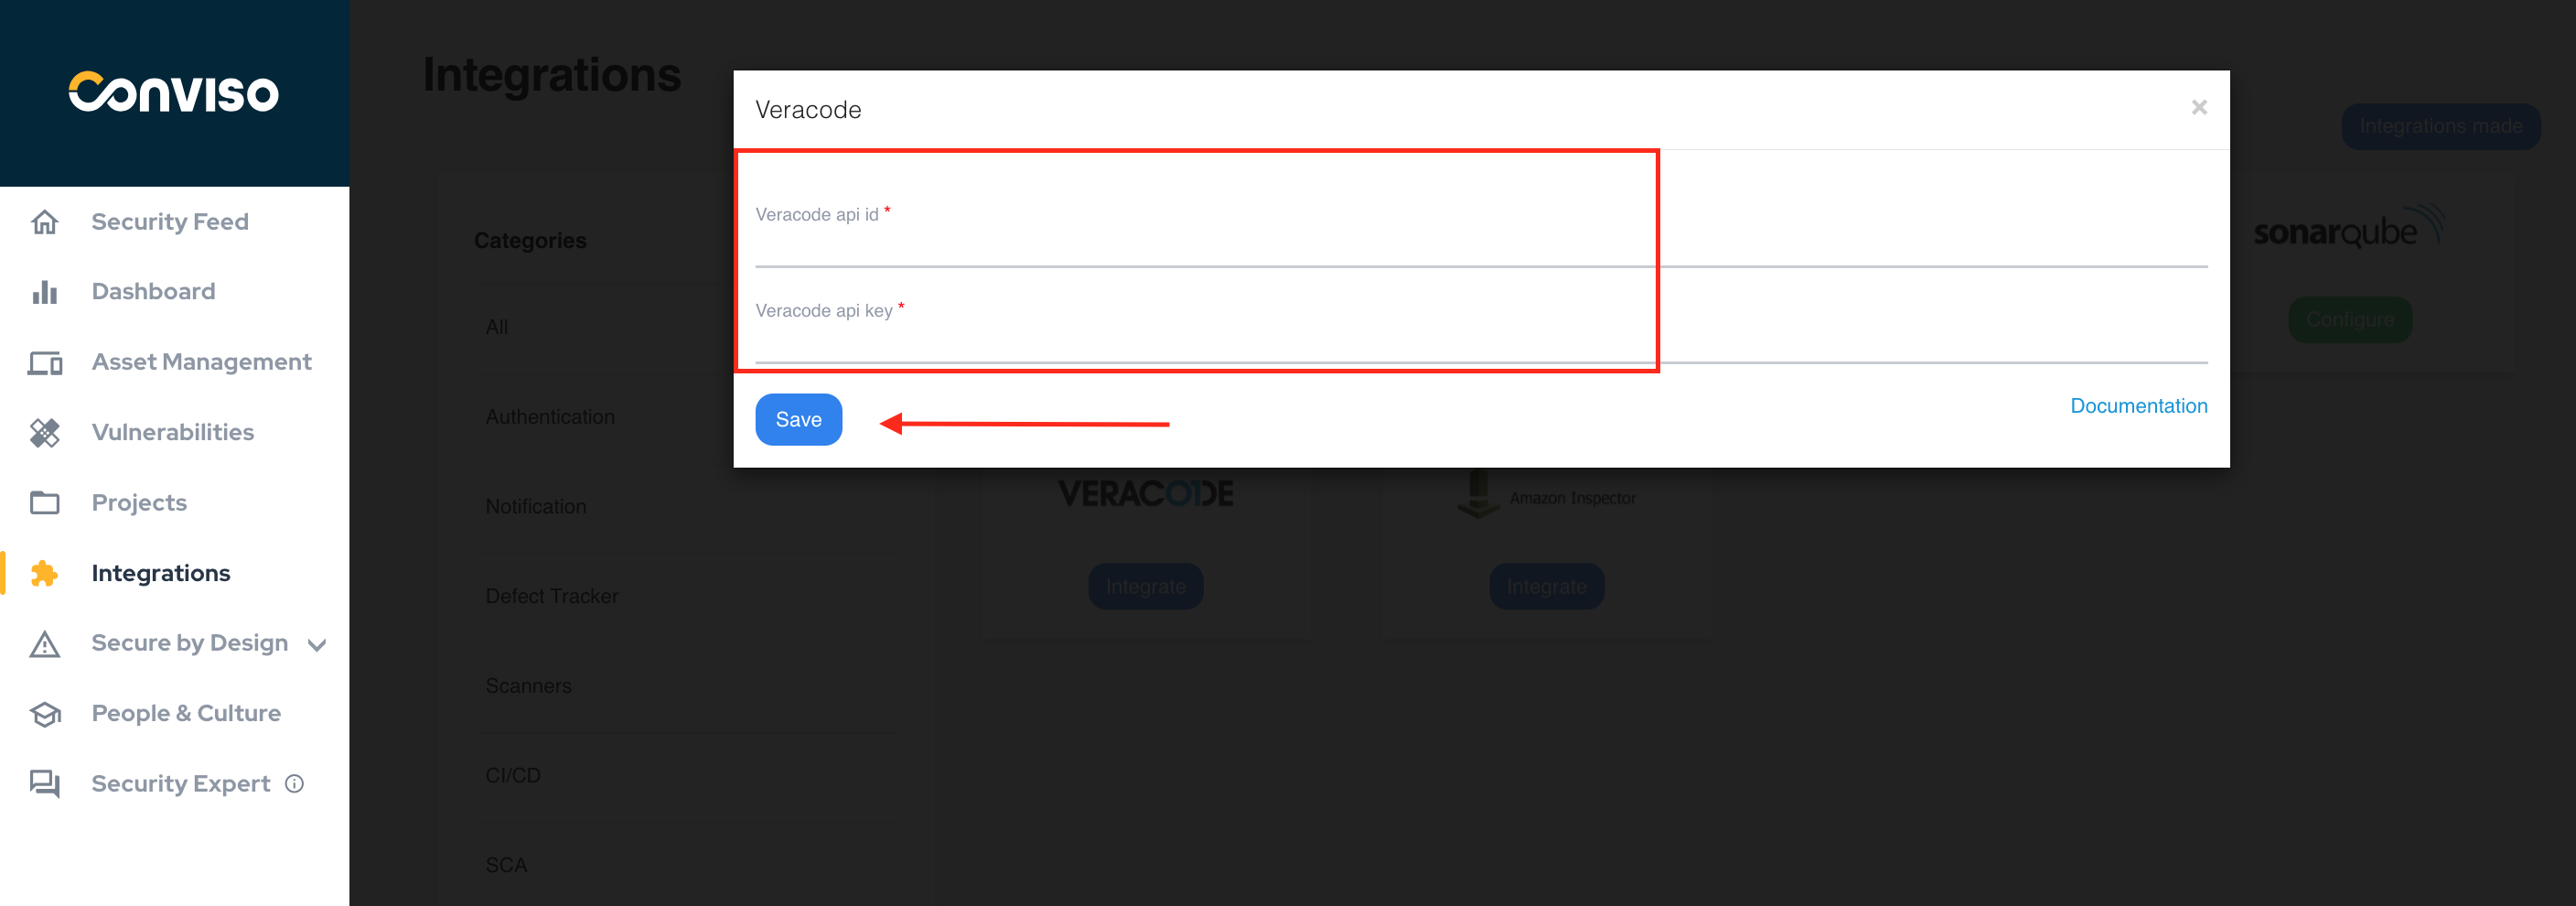 Conviso
Security Feed
Dashboard
Asset Management
Vulnerabilities
Projects
Integrations
Secure by Design
People & Culture
Security Expert
Integrations
Integrations made
Categories
All
Authentication
Notification
Defect Tracker
Scanners
CI/CD
SCA
Veracode
×
Veracode api id *
Veracode api key *
Save
Documentation
sonarqube
Configure
VERACODE
Integrate
Amazon Inspector
Integrate